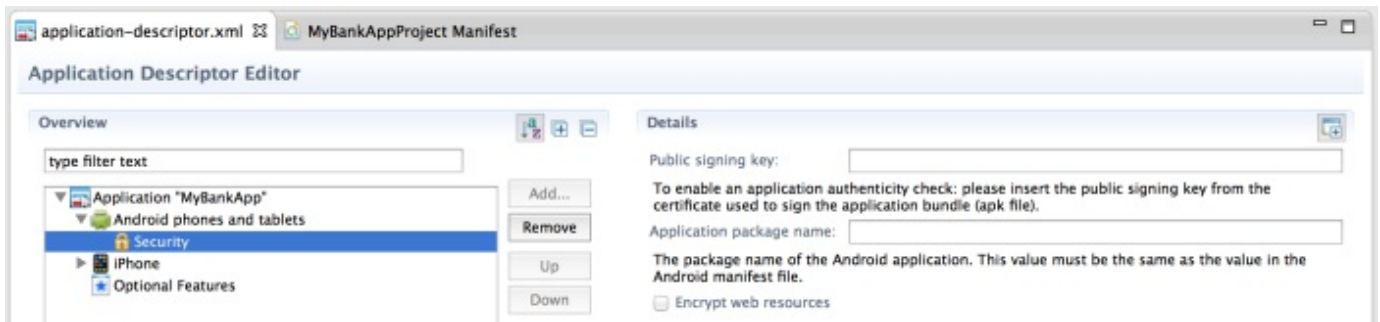 application-descriptor.xml MyBankAppProject Manifest
Application Descriptor Editor
Overview
type filter text
Application "MyBankApp"
Android phones and tablets
Security
iPhone
Optional Features
Add...
Remove
Up
Down
Details
Public signing key:
To enable an application authenticity check: please insert the public signing key from the
certificate used to sign the application bundle (apk file).
Application package name:
The package name of the Android application. This value must be the same as the value in the
Android manifest file.
Encrypt web resources